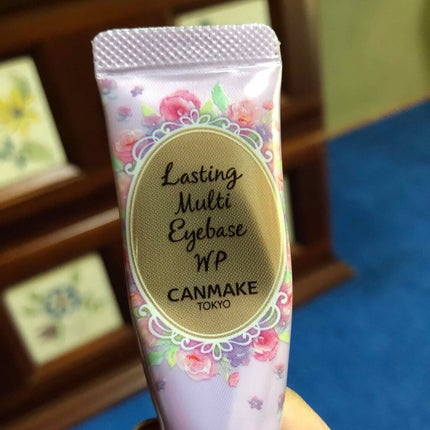 Lasting
Multi
Eyebase
WP
CANMAKE
TOKYO